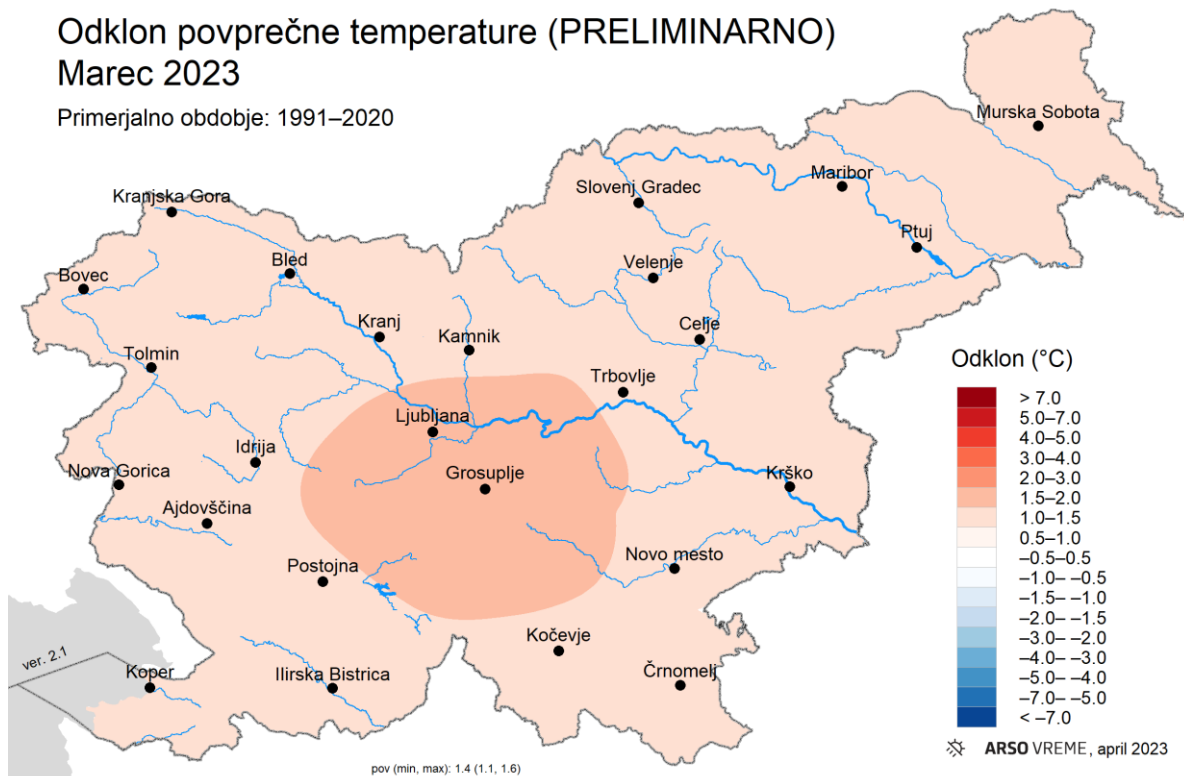 Odklon povprečne temperature (PRELIMINARNO)
Marec 2023
Primerjalno obdobje: 1991–2020
Murska Sobota
Maribor
Slovenj Gradec
Kranjska Gora
Ptuj
Bled
Velenje
Bovec
Kranj
Celje
Kamnik
Tolmin
Trbovlje
Ljubljana
Idrija
Nova Gorica
Grosuplje
Krško
Ajdovščina
Postojna
Novo mesto
Kočevje
Koper
Ilirska Bistrica
Črnomelj
ver. 2.1
Odklon (°C)
> 7.0
5.0–7.0
4.0–5.0
3.0–4.0
2.0–3.0
1.5–2.0
1.0–1.5
0.5–1.0
–0.5–0.5
–1.0– –0.5
–1.5– –1.0
–2.0– –1.5
–3.0– –2.0
–4.0– –3.0
–5.0– –4.0
–7.0– –5.0
< –7.0
ARSO VREME, april 2023
pov (min, max): 1.4 (1.1, 1.6)